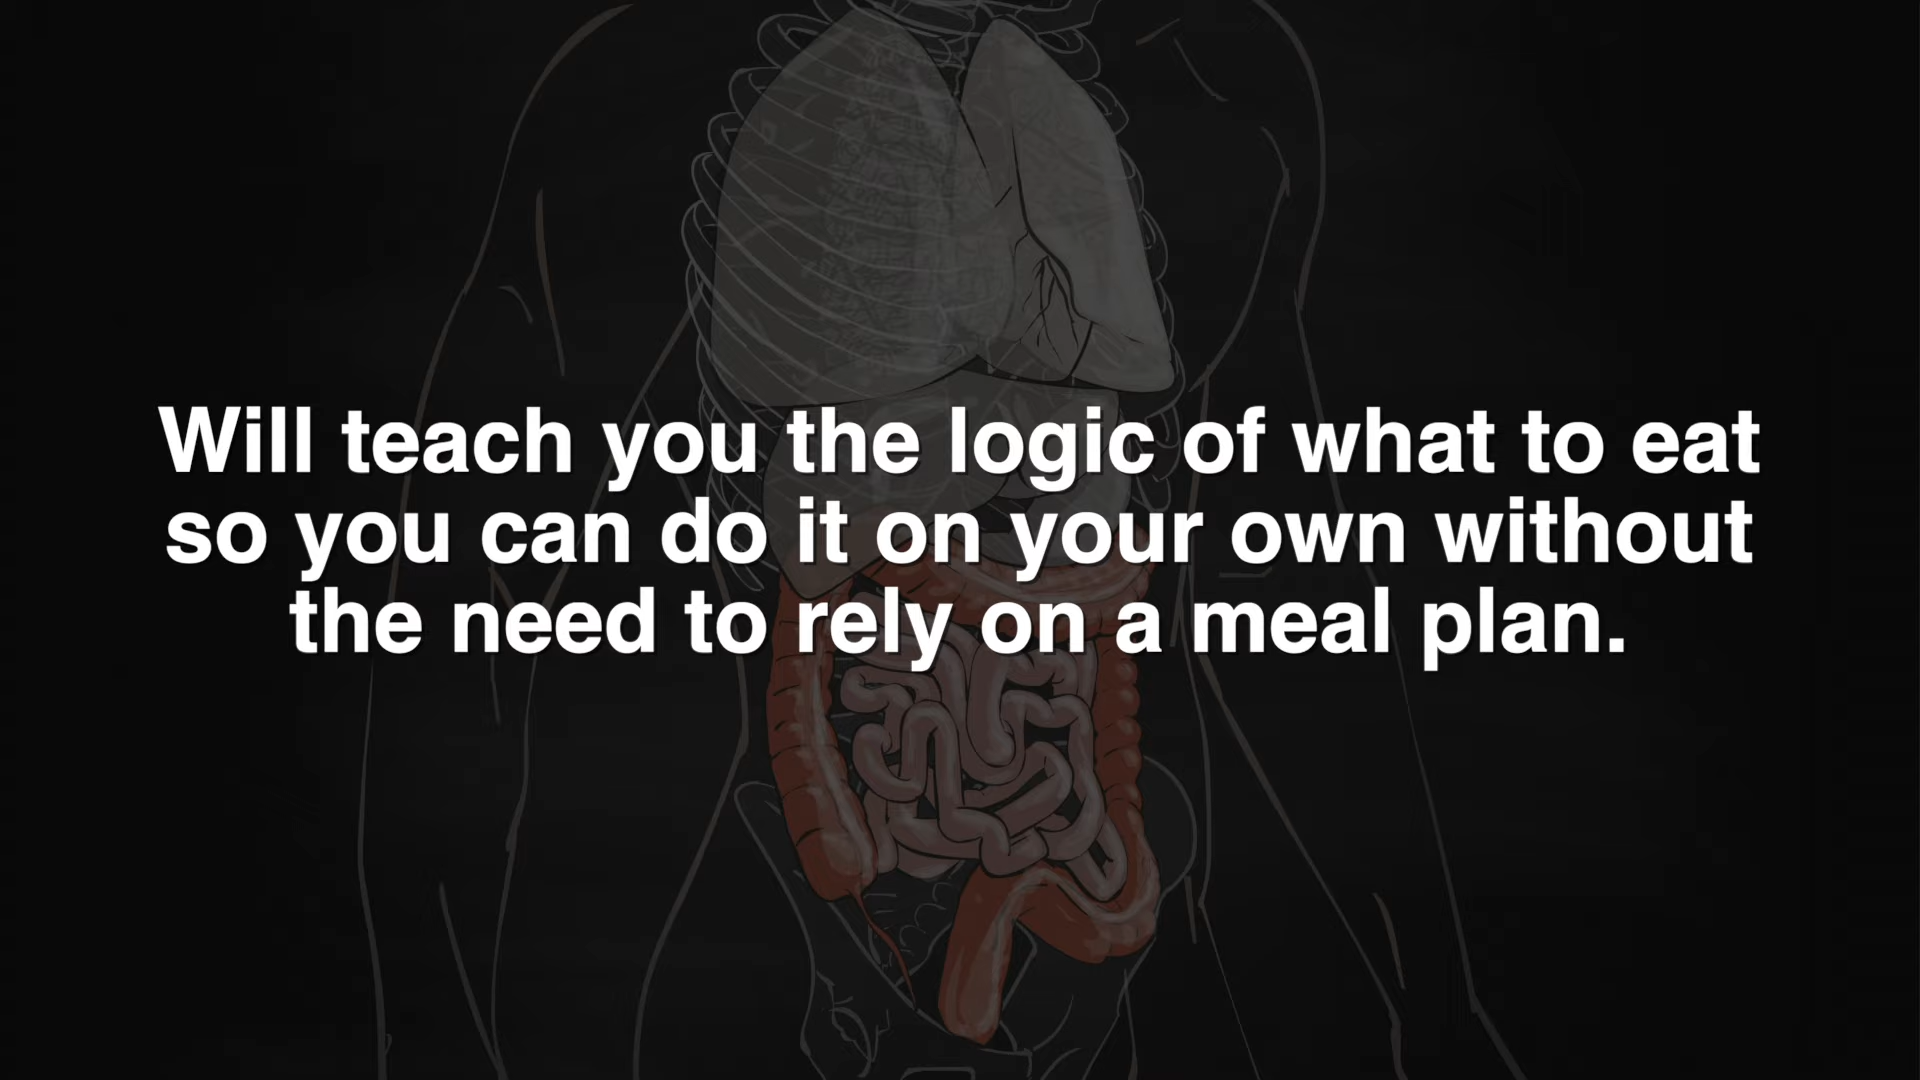 Will teach you the logic of what to eat
so you can do it on your own without
the need to rely on a meal plan.